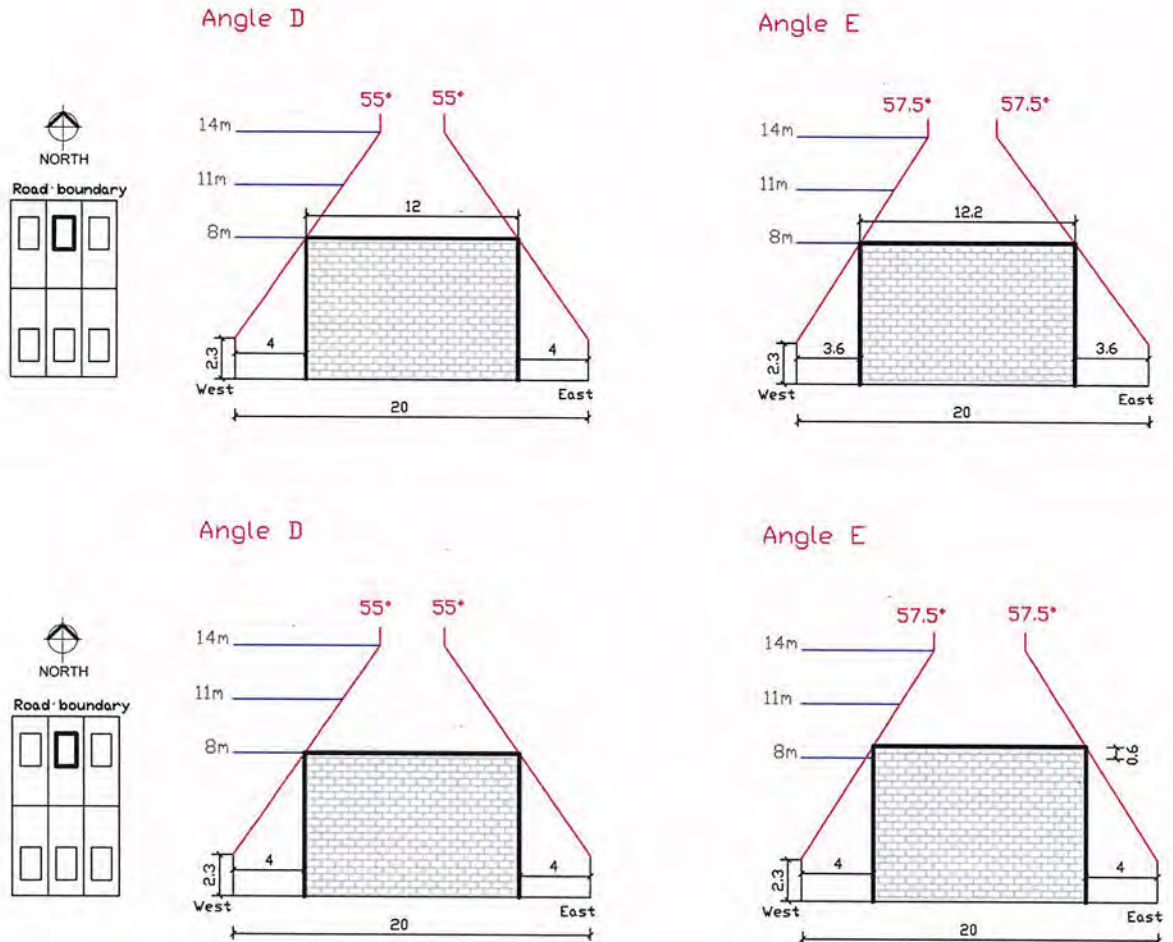 Angle D
55° 55°
14m
11m
12
8m
2.3
4
4
West
East
20
Angle E
57.5° 57.5°
14m
11m
12.2
8m
2.3
3.6
3.6
West
East
20
NORTH
Road boundary
Angle D
55° 55°
14m
11m
8m
2.3
4
4
West
East
20
Angle E
57.5° 57.5°
14m
11m
8m
0.6
2.3
4
4
West
East
20
NORTH
Road boundary